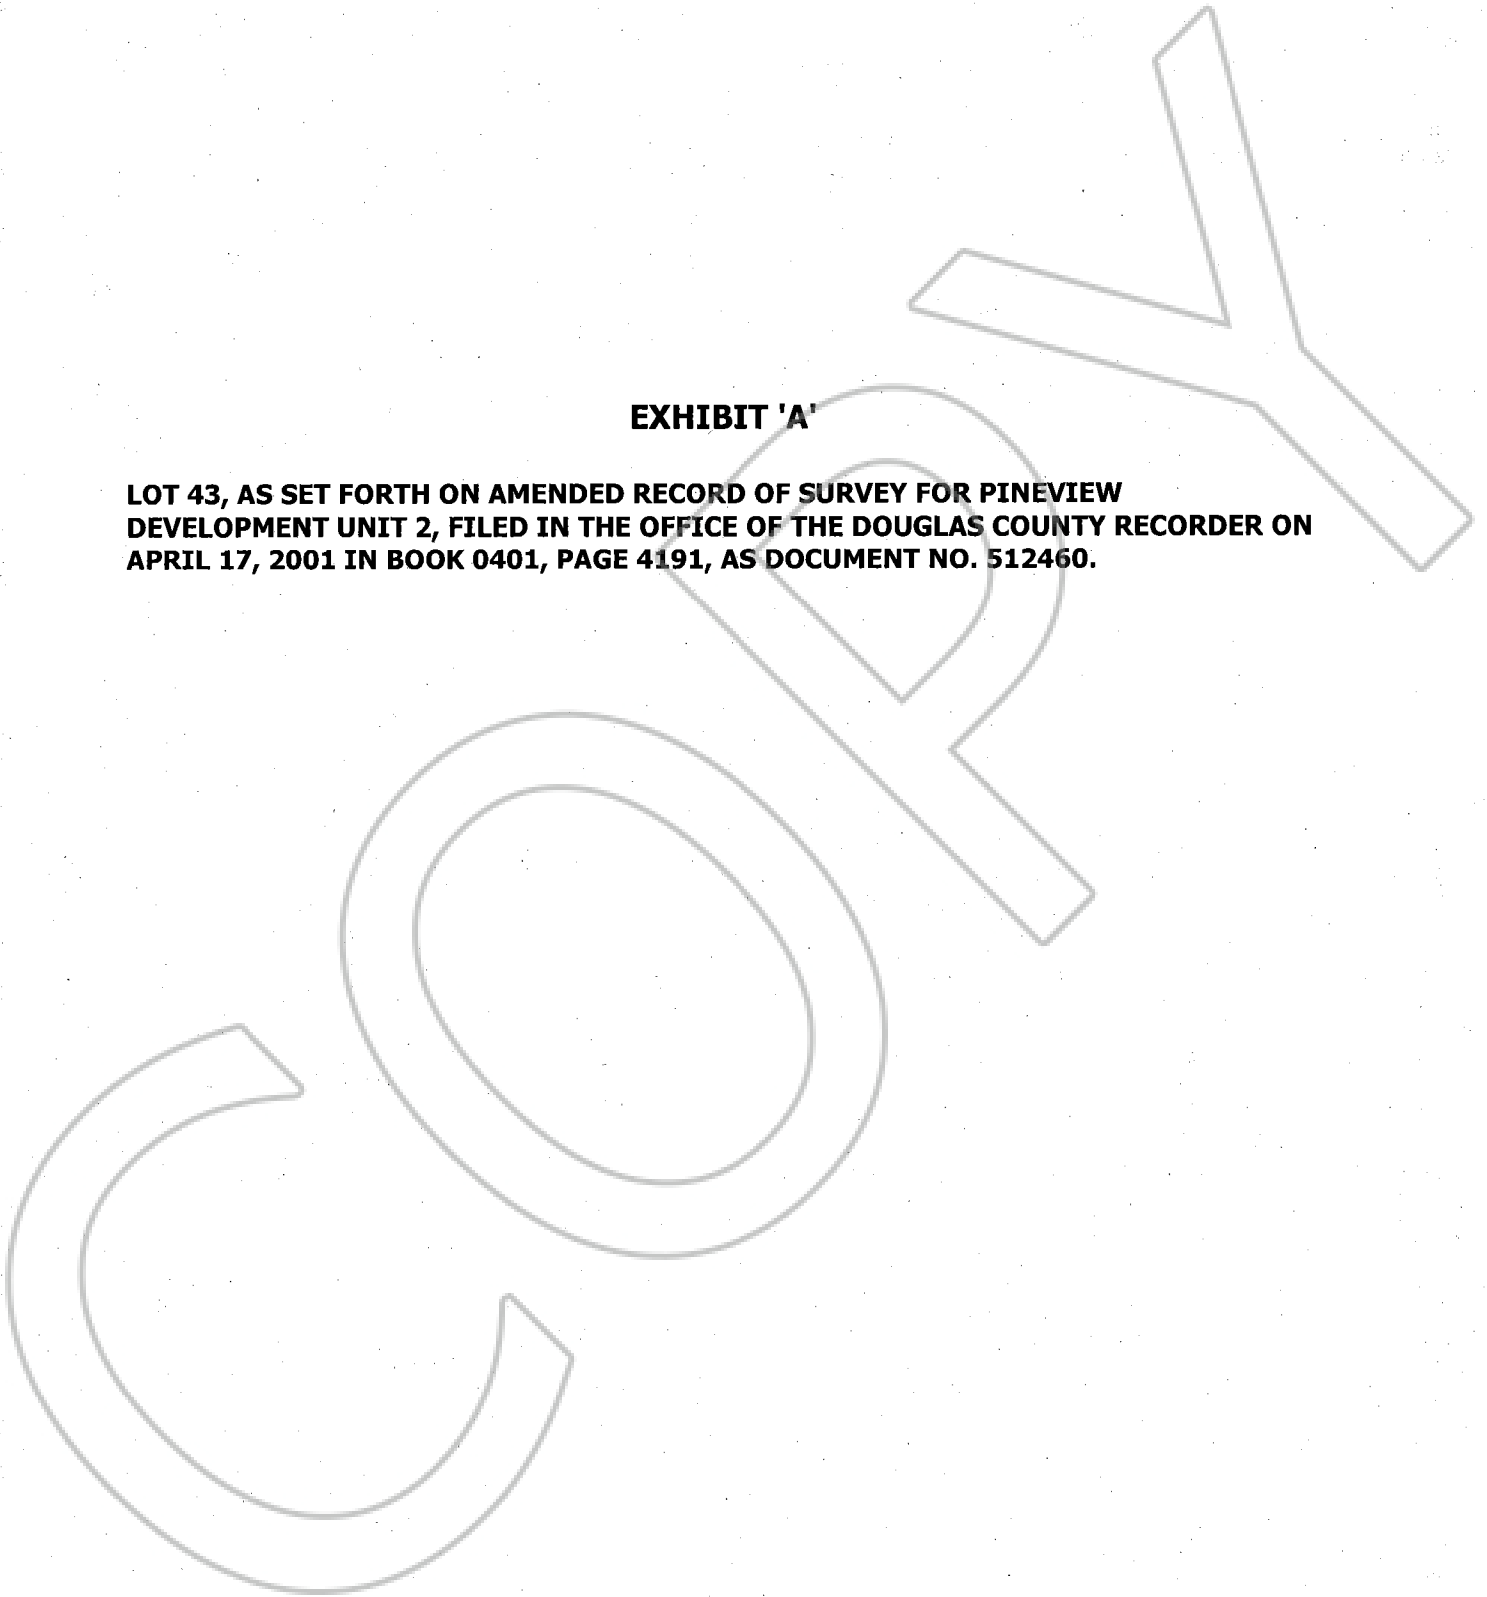 EXHIBIT 'A'
LOT 43, AS SET FORTH ON AMENDED RECORD OF SURVEY FOR PINEVIEW
DEVELOPMENT UNIT 2, FILED IN THE OFFICE OF THE DOUGLAS COUNTY RECORDER ON
APRIL 17, 2001 IN BOOK 0401, PAGE 4191, AS DOCUMENT NO. 512460.
COPY